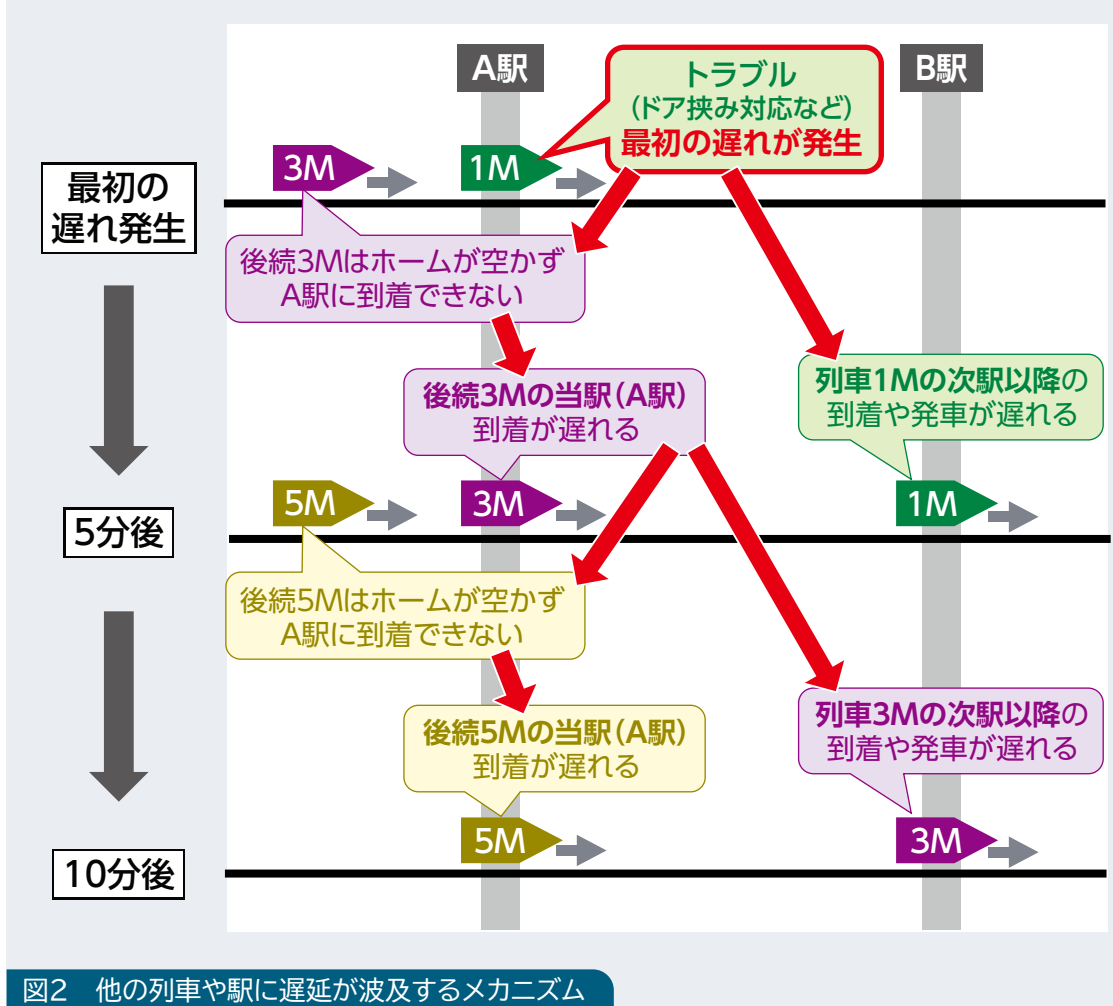 A駅
B駅
トラブル
(ドア挟み対応など)
最初の遅れが発生
3M
1M
最初の
遅れ発生
後続3Mはホームが空かず
A駅に到着できない
後続3Mの当駅(A駅)
到着が遅れる
列車1Mの次駅以降の
到着や発車が遅れる
5M
3M
1M
5分後
後続5Mはホームが空かず
A駅に到着できない
後続5Mの当駅(A駅)
到着が遅れる
列車3Mの次駅以降の
到着や発車が遅れる
5M
3M
10分後
図2 他の列車や駅に遅延が波及するメカニズム